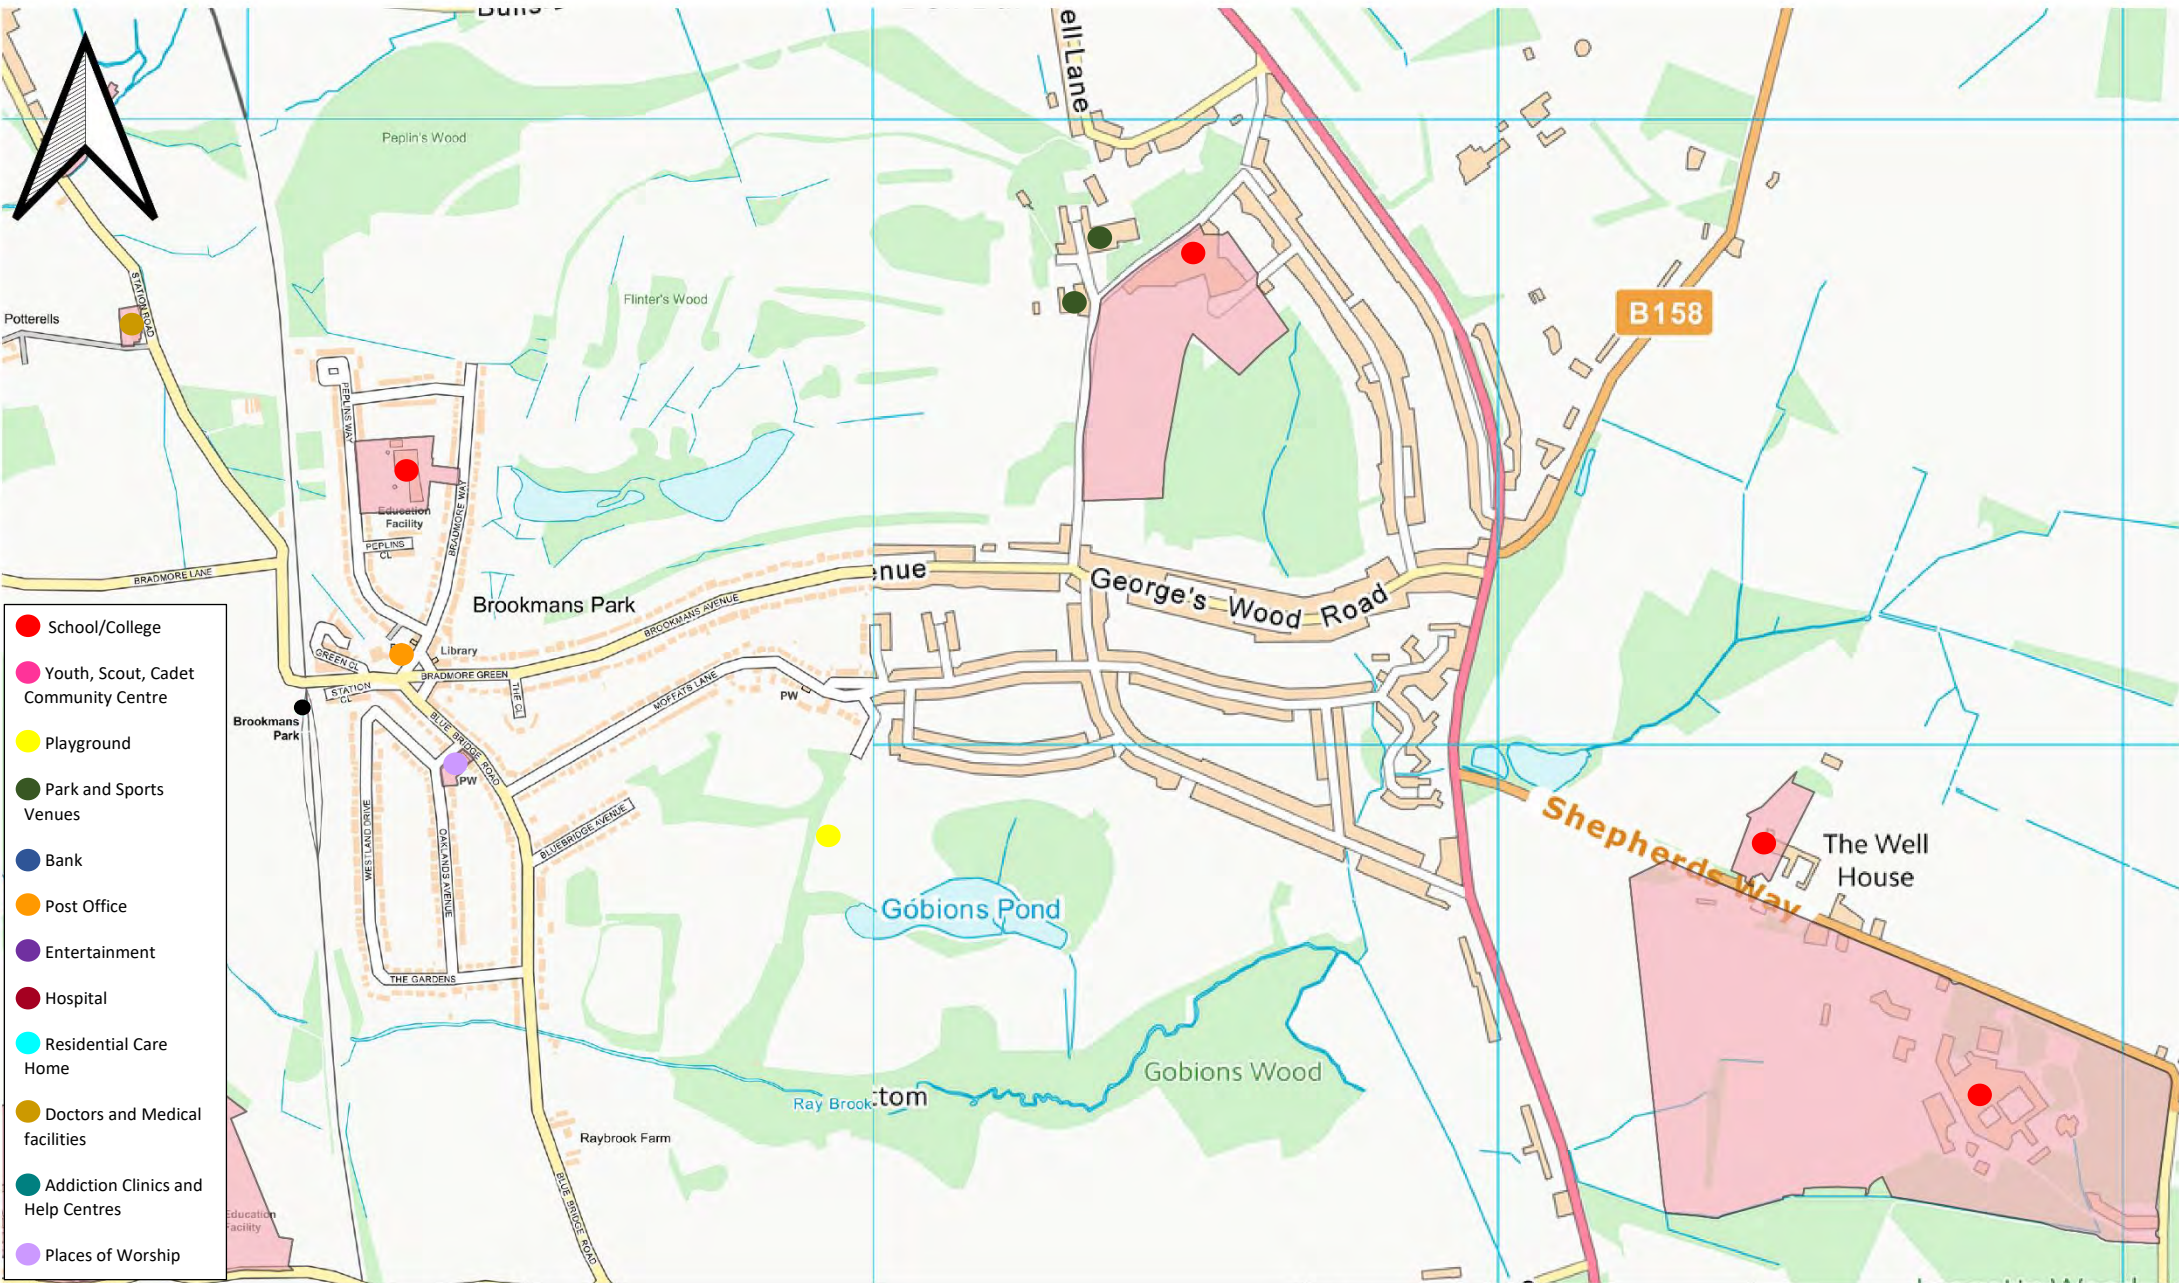 ell Lane
Peplin's Wood
STATION ROAD
Flinter's Wood
Potterells
B158
PEPLINS WAY
BRADMORE WAY
Education
Facility
PEPLINS
CL
BRADMORE LANE
enue
George's Wood Road
Brookmans Park
BROOKMANS AVENUE
GREEN CL
Library
BRADMORE GREEN
STATION
CL
THE CL
MOFFATS LANE
PW
Brookmans
Park
BLUE BRIDGE ROAD
PW
WESTLAND DRIVE
OAKLANDS AVENUE
BLUEBRIDGE AVENUE
Shepherds Way
The Well
House
Góbions Pond
THE GARDENS
Gobions Wood
Ray Brook
ttom
Raybrook Farm
BLUE BRIDGE ROAD
Education
Facility
School/College
Youth, Scout, Cadet
Community Centre
Playground
Park and Sports
Venues
Bank
Post Office
Entertainment
Hospital
Residential Care
Home
Doctors and Medical
facilities
Addiction Clinics and
Help Centres
Places of Worship